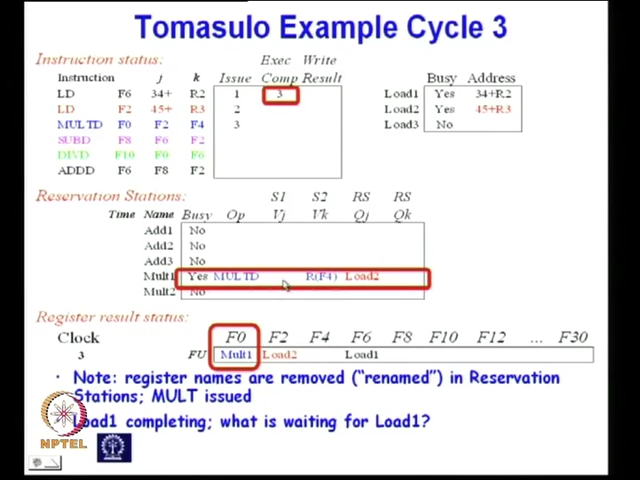 Tomasulo Example Cycle 3
Instruction status: Exec Write
Instruction j k Issue Comp Result Busy Address
LD F6 34+ R2 1 3 Load1 Yes 34+R2
LD F2 45+ R3 2 Load2 Yes 45+R3
MULTD F0 F2 F4 3 Load3 No
SUBD F8 F6 F2
DIVD F10 F0 F6
ADDD F6 F8 F2
Reservation Stations: S1 S2 RS RS
Time Name Busy Op Vj Vk Qj Qk
Add1 No
Add2 No
Add3 No
Mult1 Yes MULTD R(F4) Load2
Mult2 No
Register result status:
Clock F0 F2 F4 F6 F8 F10 F12 ... F30
3 FU Mult1 Load2 Load1
· Note: register names are removed ("renamed") in Reservation
Stations; MULT issued
Load1 completing; what is waiting for Load1?
NPTEL